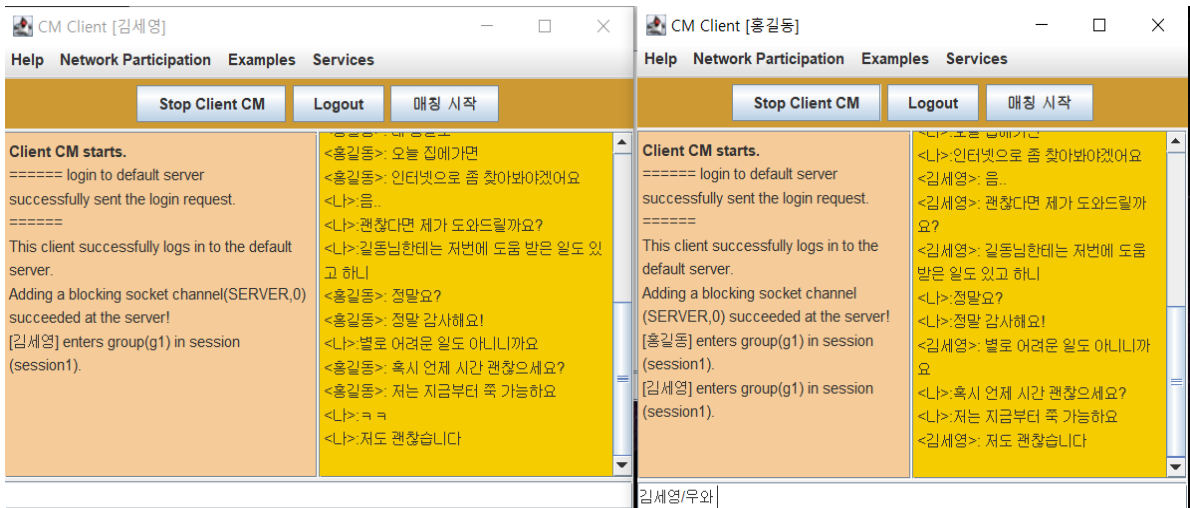 CM Client [김세영]
Help Network Participation Examples Services
Stop Client CM Logout 매칭 시작
Client CM starts.
====== login to default server
successfully sent the login request.
======
This client successfully logs in to the default
server.
Adding a blocking socket channel(SERVER,0)
succeeded at the server!
[김세영] enters group(g1) in session
(session1).
<홍길동>: 오늘 집에가면
<홍길동>: 인터넷으로 좀 찾아봐야겠어요
<나>:음..
<나>:괜찮다면 제가 도와드릴까요?
<나>:길동님한테는 저번에 도움 받은 일도 있
고 하니
<홍길동>: 정말요?
<홍길동>: 정말 감사해요!
<나>:별로 어려운 일도 아니니까요
<홍길동>: 혹시 언제 시간 괜찮으세요?
<홍길동>: 저는 지금부터 쭉 가능하요
<나>:ㅋㅋ
<나>:저도 괜찮습니다
CM Client [홍길동]
Help Network Participation Examples Services
Stop Client CM Logout 매칭 시작
Client CM starts.
====== login to default server
successfully sent the login request.
======
This client successfully logs in to the
default server.
Adding a blocking socket channel
(SERVER,0) succeeded at the server!
[홍길동] enters group(g1) in session
(session1).
[김세영] enters group(g1) in session
(session1).
<나>:인터넷으로 좀 찾아봐야겠어요
<김세영>: 음..
<김세영>: 괜찮다면 제가 도와드릴까
요?
<김세영>: 길동님한테는 저번에 도움
받은 일도 있고 하니
<나>:정말요?
<나>:정말 감사해요!
<김세영>: 별로 어려운 일도 아니니까
요
<나>:혹시 언제 시간 괜찮으세요?
<나>:저는 지금부터 쭉 가능하요
<김세영>: 저도 괜찮습니다
김세영/우와